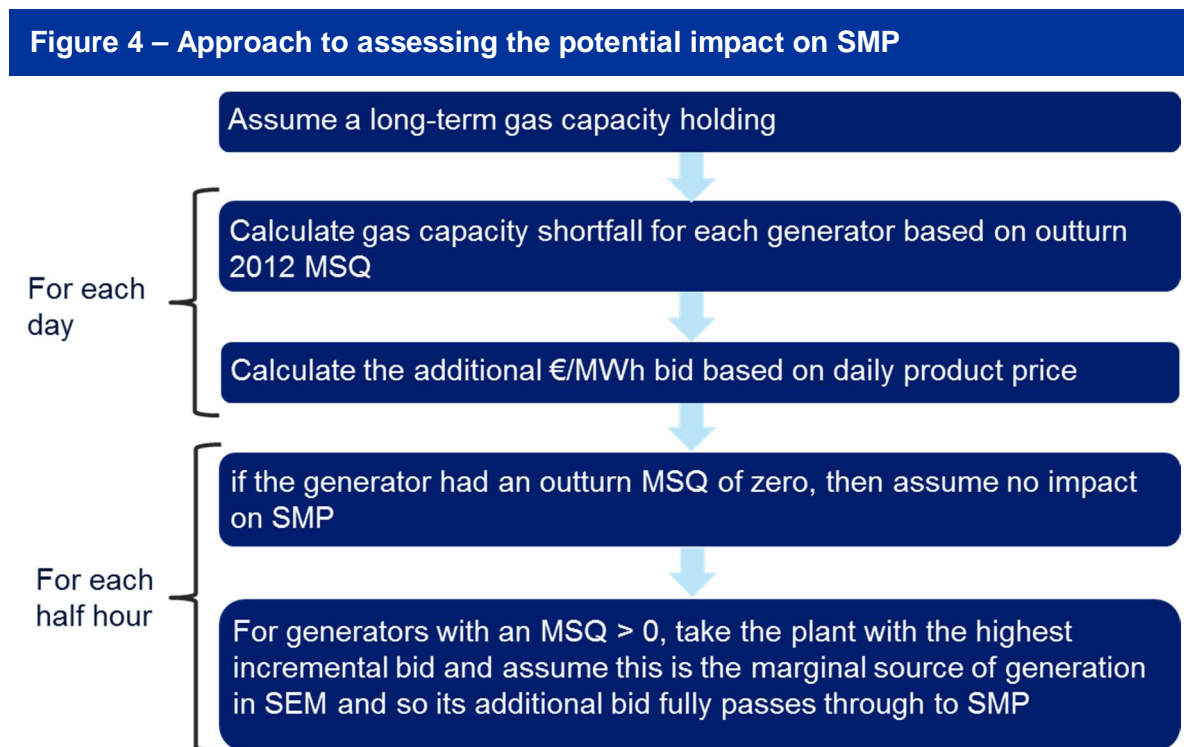 Figure 4 – Approach to assessing the potential impact on SMP
Assume a long-term gas capacity holding
For each
day
Calculate gas capacity shortfall for each generator based on outturn
2012 MSQ
Calculate the additional €/MWh bid based on daily product price
For each
half hour
if the generator had an outturn MSQ of zero, then assume no impact
on SMP
For generators with an MSQ > 0, take the plant with the highest
incremental bid and assume this is the marginal source of generation
in SEM and so its additional bid fully passes through to SMP